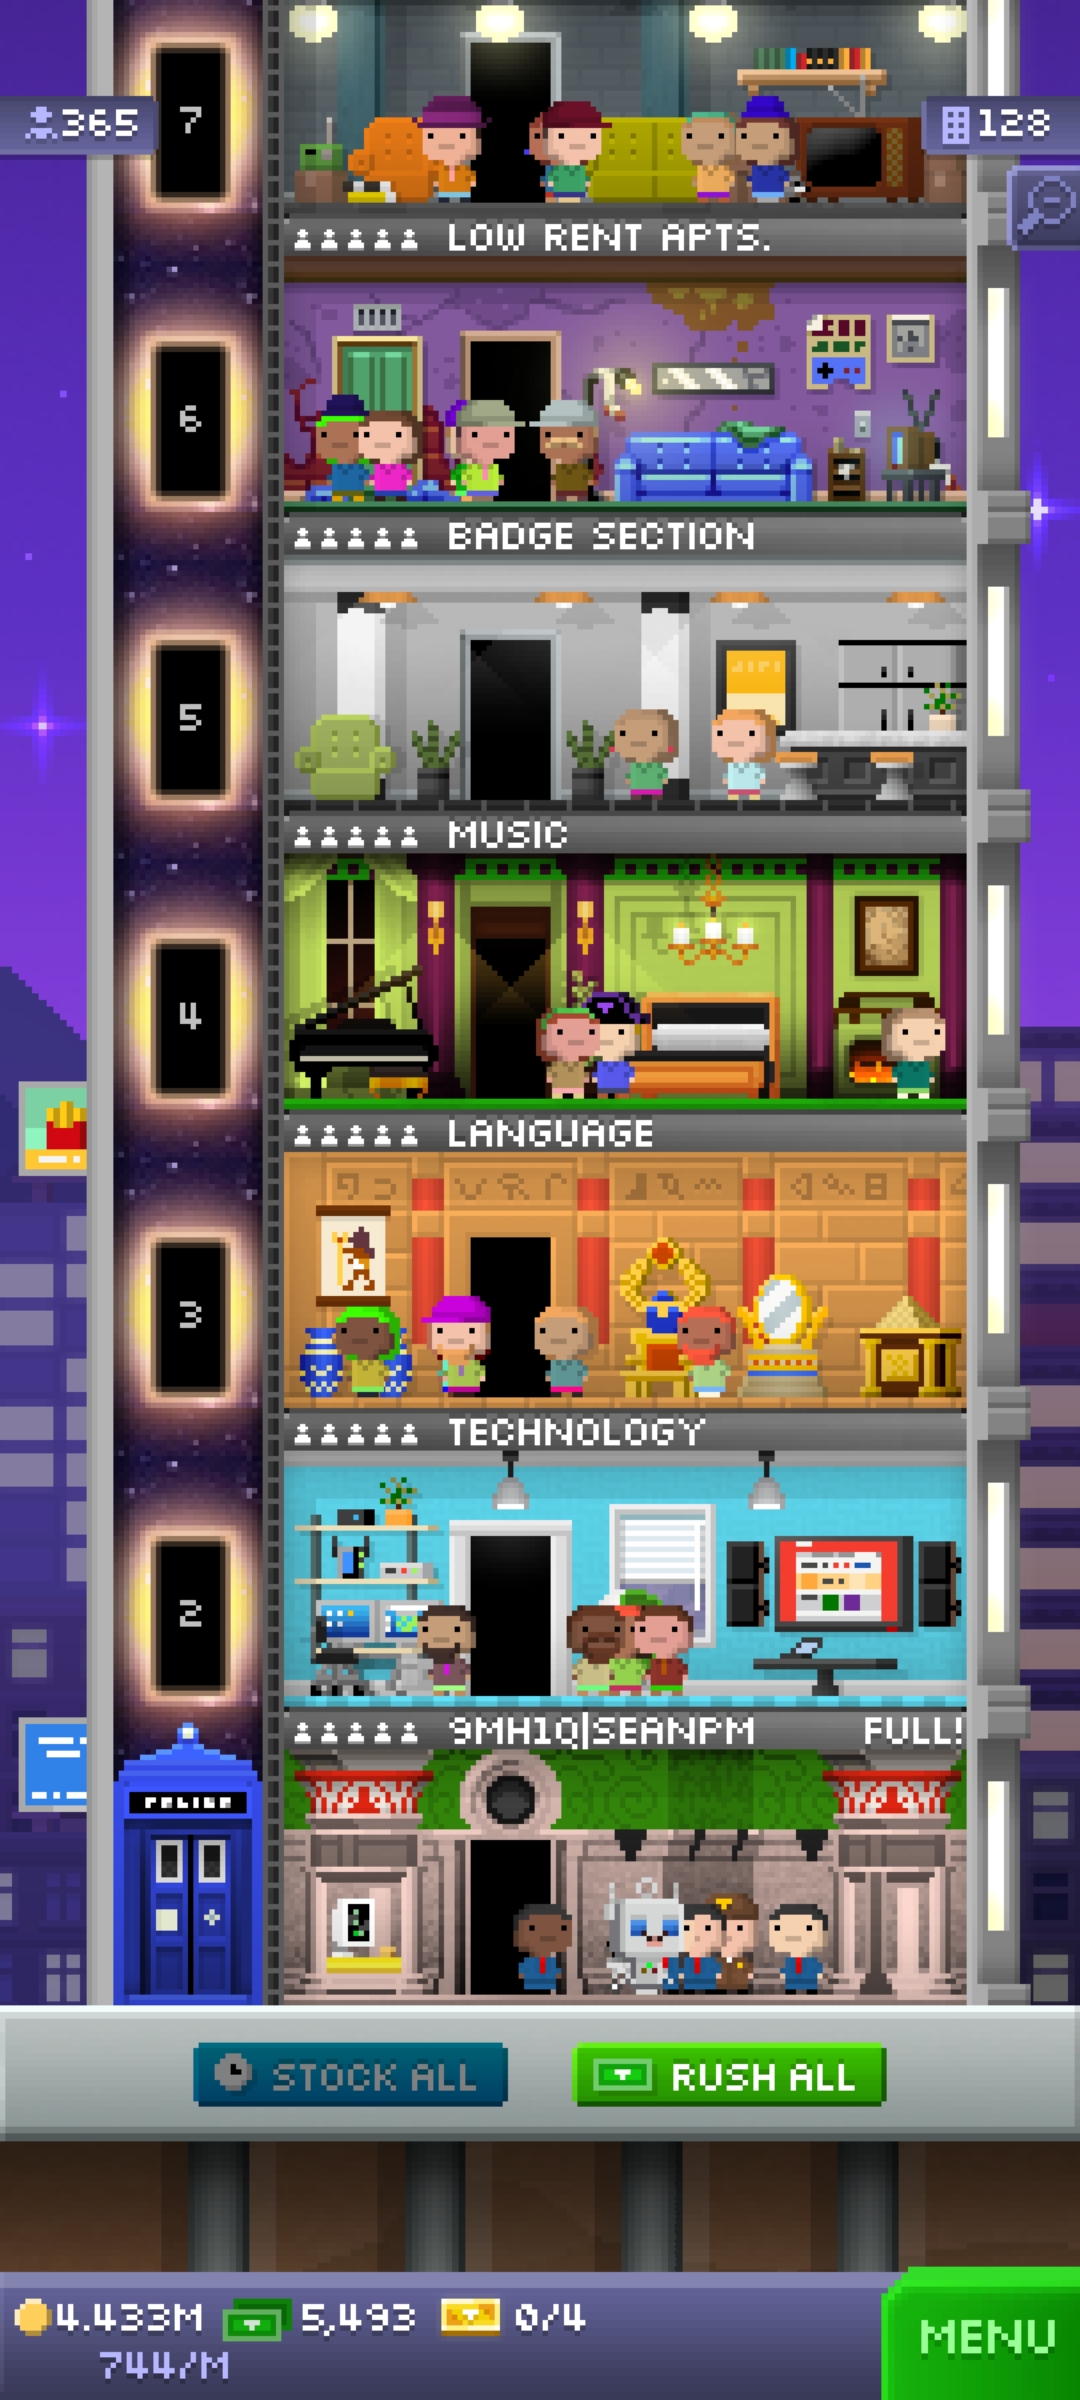 365
7
128
LOW RENT APTS.
6
BADGE SECTION
5
MUSIC
4
LANGUAGE
3
TECHNOLOGY
2
9MH1Q|SEANPM FULL!
POLICE
STOCK ALL
RUSH ALL
4.433M 5,493 0/4
744/M
MENU